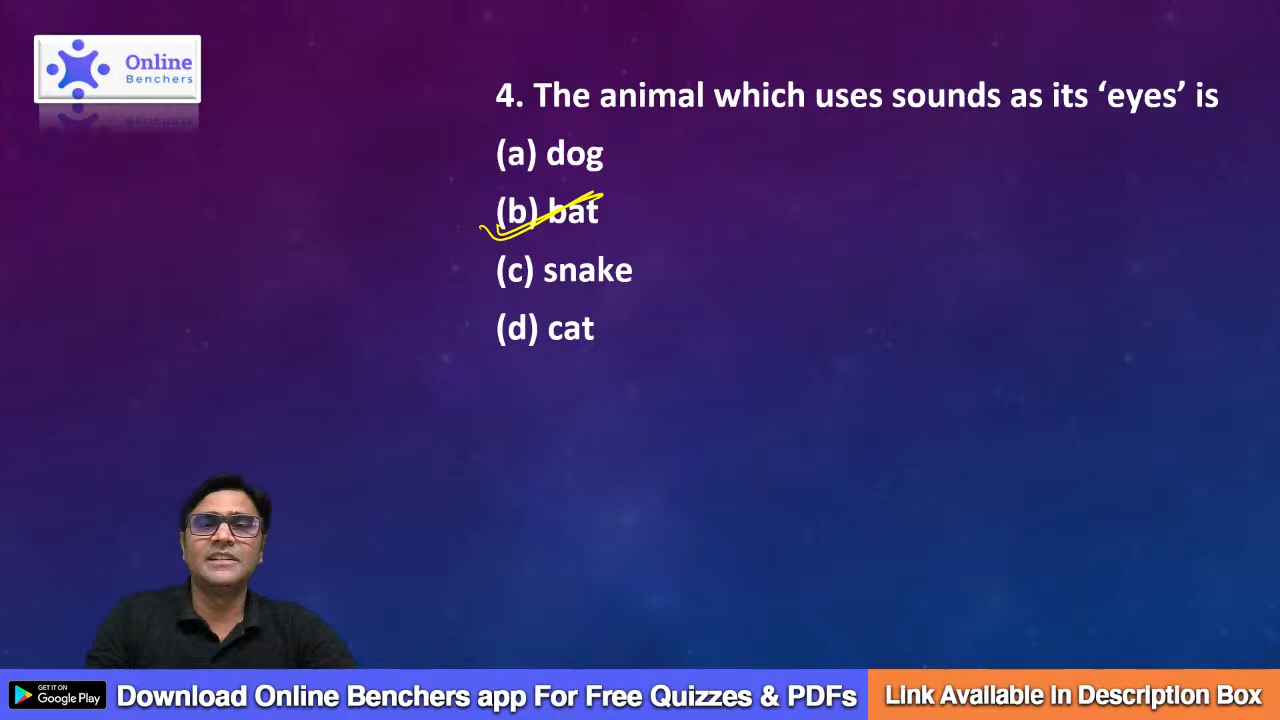 Online
Benchers
4. The animal which uses sounds as its ‘eyes’ is
(a) dog
(b) bat
(c) snake
(d) cat
GET IT ON
Google Play
Download Online Benchers app For Free Quizzes & PDFs
Link Available In Description Box